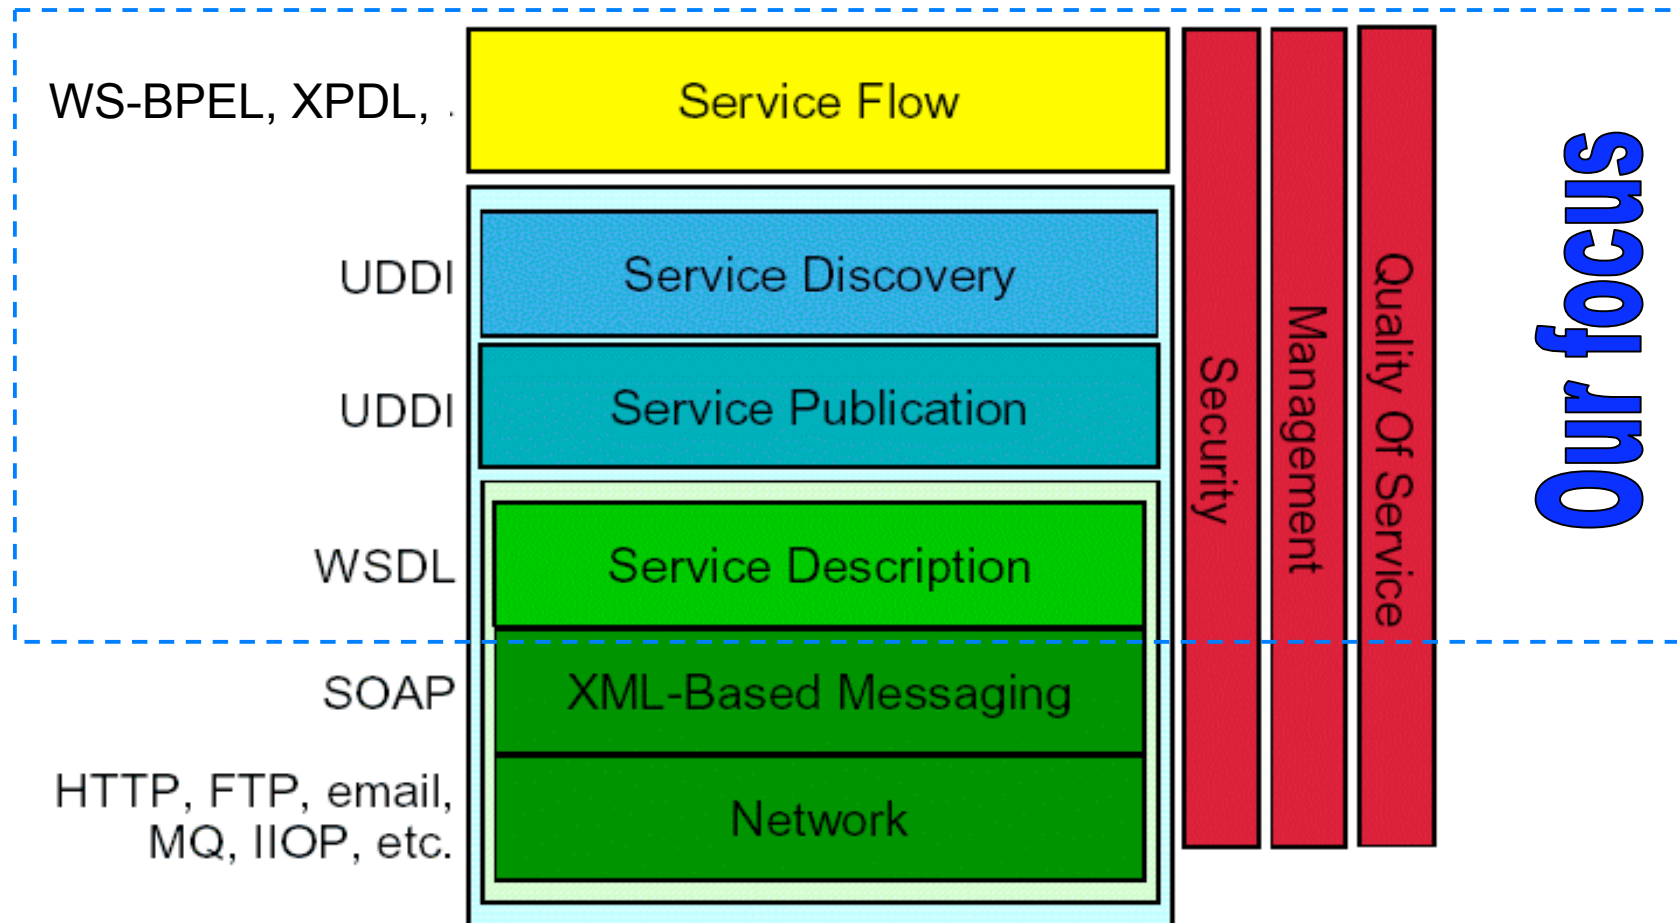 WS-BPEL, XPDL, .
Service Flow
UDDI
Service Discovery
UDDI
Service Publication
WSDL
Service Description
SOAP
XML-Based Messaging
HTTP, FTP, email,
MQ, IIOP, etc.
Network
Security
Management
Quality Of Service
Our focus